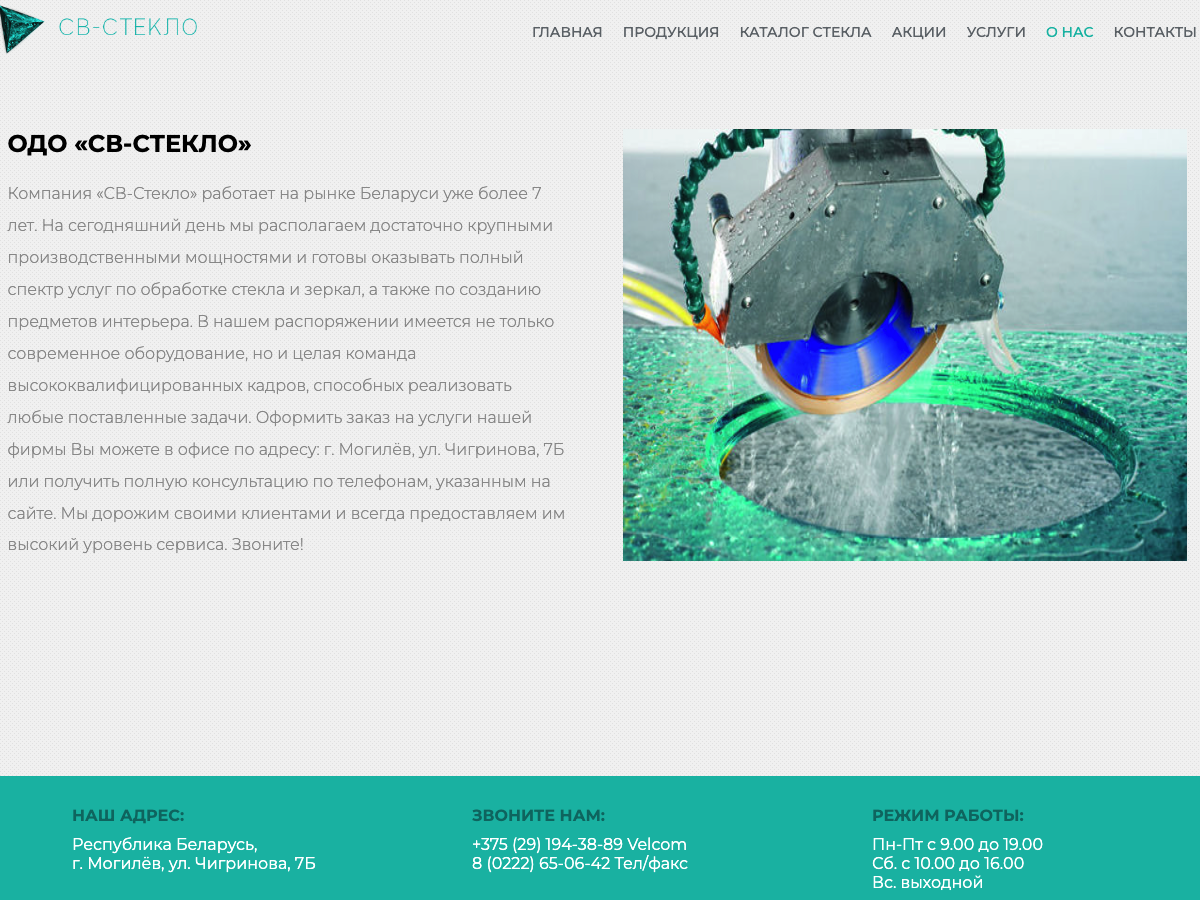 СВ-СТЕКЛО
ГЛАВНАЯ ПРОДУКЦИЯ КАТАЛОГ СТЕКЛА АКЦИИ УСЛУГИ О НАС КОНТАКТЫ
ОДО «СВ-СТЕКЛО»
Компания «СВ-Стекло» работает на рынке Беларуси уже более 7
лет. На сегодняшний день мы располагаем достаточно крупными
производственными мощностями и готовы оказывать полный
спектр услуг по обработке стекла и зеркал, а также по созданию
предметов интерьера. В нашем распоряжении имеется не только
современное оборудование, но и целая команда
высококвалифицированных кадров, способных реализовать
любые поставленные задачи. Оформить заказ на услуги нашей
фирмы Вы можете в офисе по адресу: г. Могилёв, ул. Чигринова, 7Б
или получить полную консультацию по телефонам, указанным на
сайте. Мы дорожим своими клиентами и всегда предоставляем им
высокий уровень сервиса. Звоните!
НАШ АДРЕС:
Республика Беларусь,
г. Могилёв, ул. Чигринова, 7Б
ЗВОНИТЕ НАМ:
+375 (29) 194-38-89 Velcom
8 (0222) 65-06-42 Тел/факс
РЕЖИМ РАБОТЫ:
Пн-Пт с 9.00 до 19.00
Сб. с 10.00 до 16.00
Вс. выходной